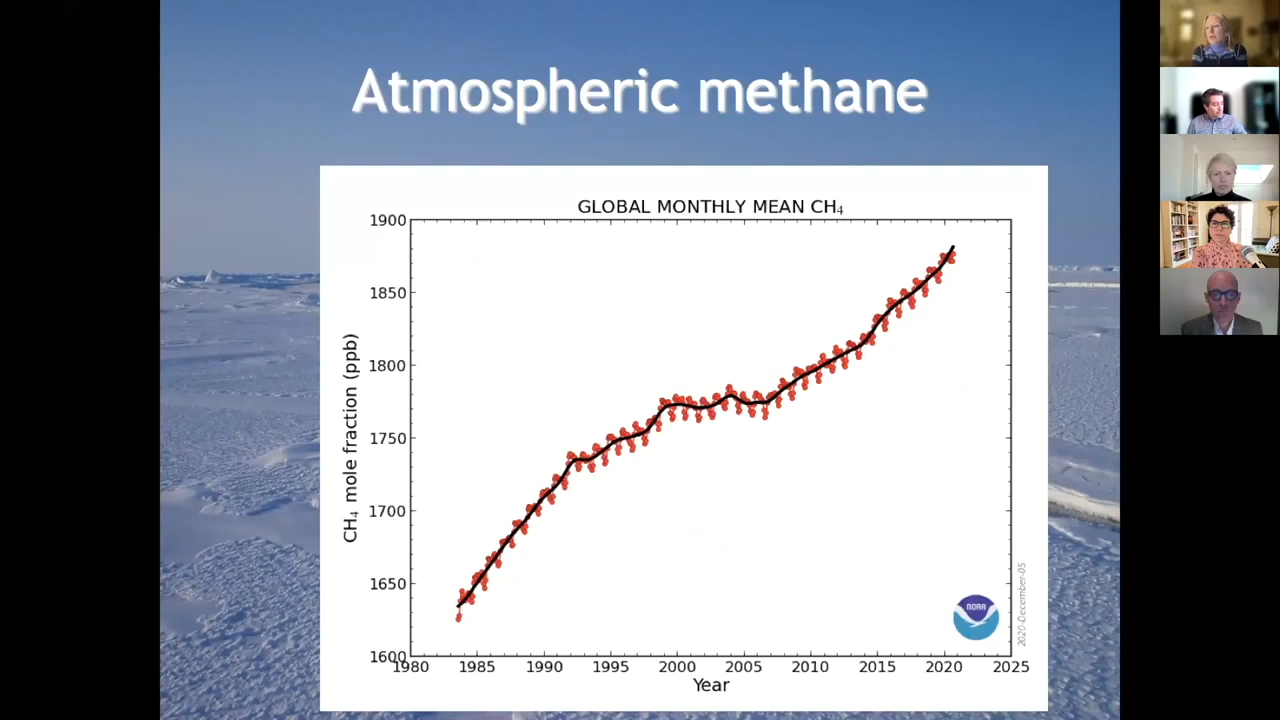 Atmospheric methane
GLOBAL MONTHLY MEAN CH₄
1900
1850
1800
1750
1700
1650
1600
CH₄ mole fraction (ppb)
NOAA
2020-December-05
1980 1985 1990 1995 2000 2005 2010 2015 2020 2025
Year